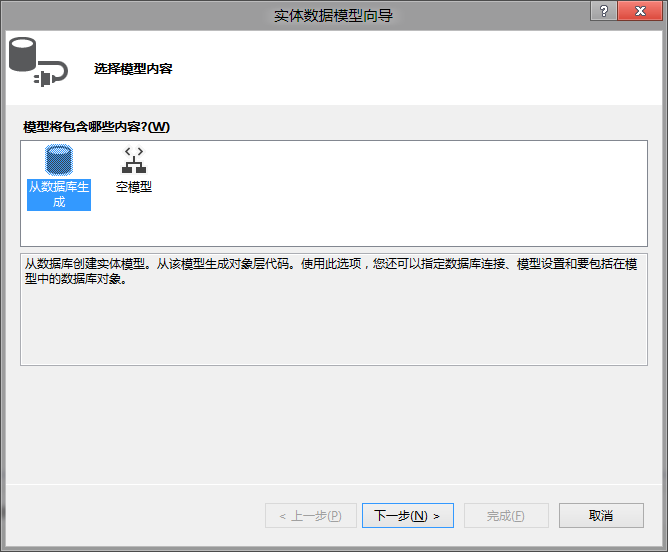 实体数据模型向导
?
选择模型内容
模型将包含哪些内容?(W)
从数据库生
成
空模型
从数据库创建实体模型。从该模型生成对象层代码。使用此选项，您还可以指定数据库连接、模型设置和要包括在模
型中的数据库对象。
< 上一步(P)
下一步(N) >
完成(F)
取消